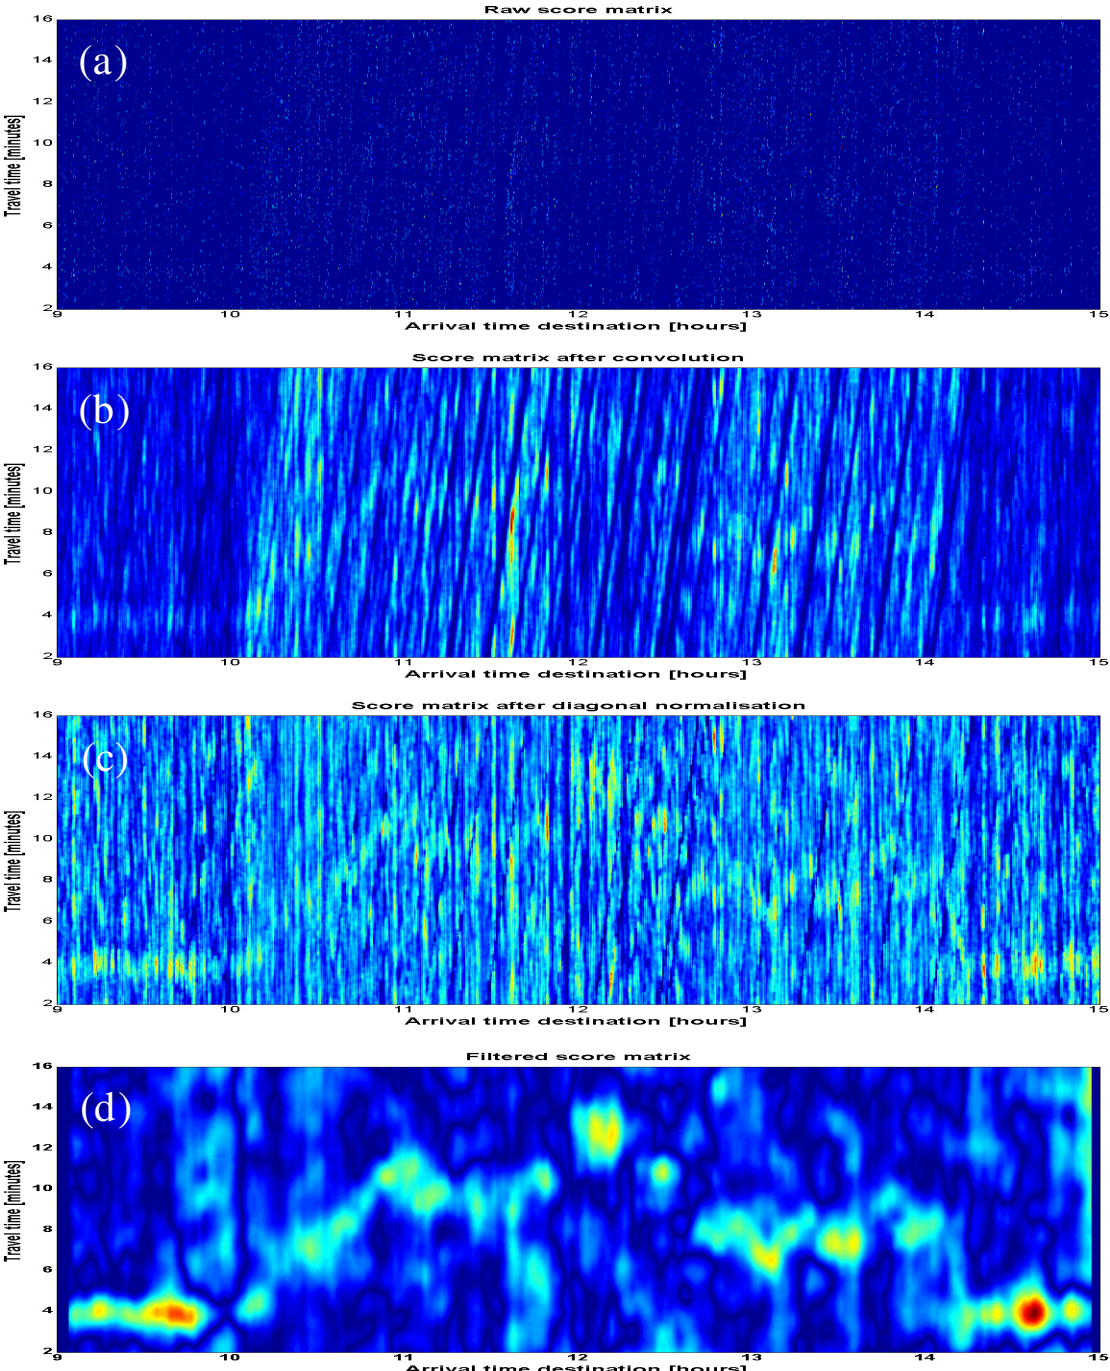 Raw score matrix
(a)
16
14
12
10
8
6
4
2
Travel time [minutes]
9 10 11 12 13 14 15
Arrival time destination [hours]
Score matrix after convolution
(b)
16
14
12
10
8
6
4
2
Travel time [minutes]
9 10 11 12 13 14 15
Arrival time destination [hours]
Score matrix after diagonal normalisation
(c)
16
14
12
10
8
6
4
2
Travel time [minutes]
9 10 11 12 13 14 15
Arrival time destination [hours]
Filtered score matrix
(d)
16
14
12
10
8
6
4
2
Travel time [minutes]
9 10 11 12 13 14 15
Arrival time destination [hours]